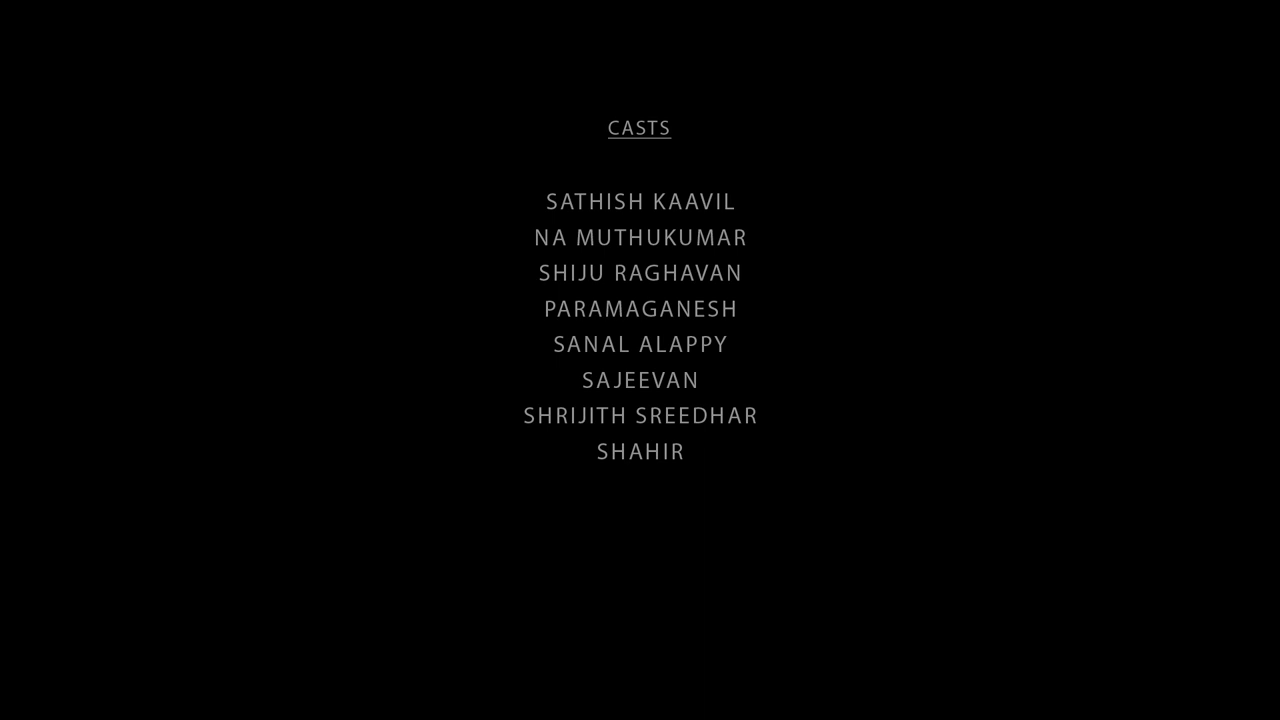 CASTS
SATHISH KAAVIL
NA MUTHUKUMAR
SHIJU RAGHAVAN
PARAMAGANESH
SANAL ALAPPY
SAJEEVAN
SHRIJITH SREEDHAR
SHAHIR